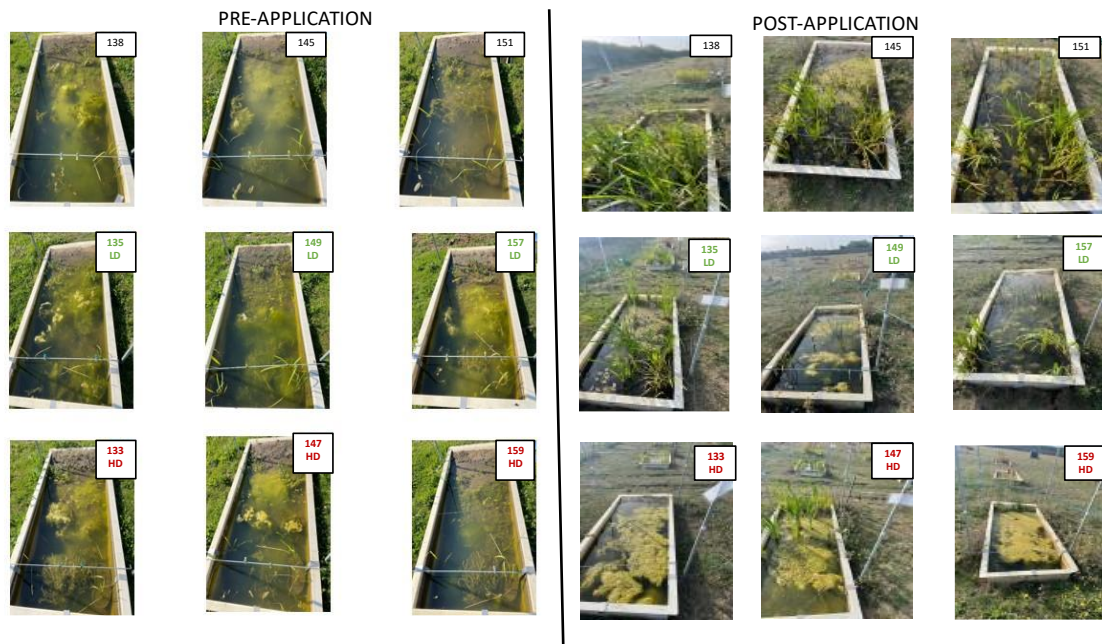 PRE-APPLICATION
POST-APPLICATION
138
145
151
138
145
151
135
LD
149
LD
157
LD
135
LD
149
LD
157
LD
133
HD
147
HD
159
HD
133
HD
147
HD
159
HD